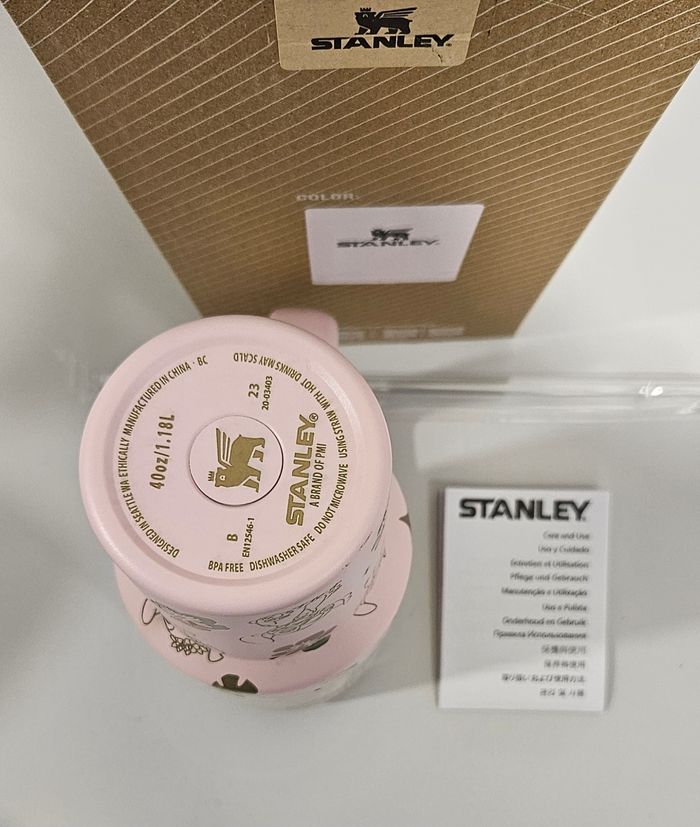 STANLEY
COLOR:
STANLEY
DESIGNED IN SEATTLE WA ETHICALLY MANUFACTURED IN CHINA · BC
USING STRAW WITH HOT DRINKS MAY SCALD
40oz/1.18L
23
20-03403
STANLEY®
A BRAND OF PMI
B
EN12546-1
BPA FREE DISHWASHER SAFE DO NOT MICROWAVE
STANLEY
Care and Use
Uso y Cuidado
Entretien et Utilisation
Pflege und Gebrauch
Manutenção e Utilização
Uso e Pulizia
Onderhoud en Gebruik
Правила Использования
保養與使用
保养和使用
取り扱いおよび使用方法
관리 및 사용